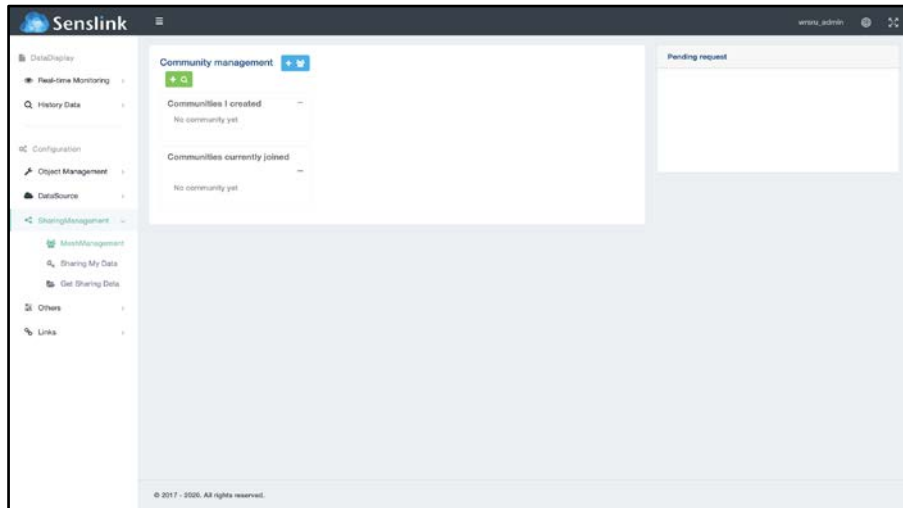 Senslink
wrsru_admin
DataDisplay
Real-time Monitoring
History Data
Configuration
Object Management
DataSource
SharingManagement
MeshManagement
Sharing My Data
Get Sharing Data
Others
Links
Community management
Communities I created
No community yet
Communities currently joined
No community yet
Pending request
© 2017 - 2020. All rights reserved.